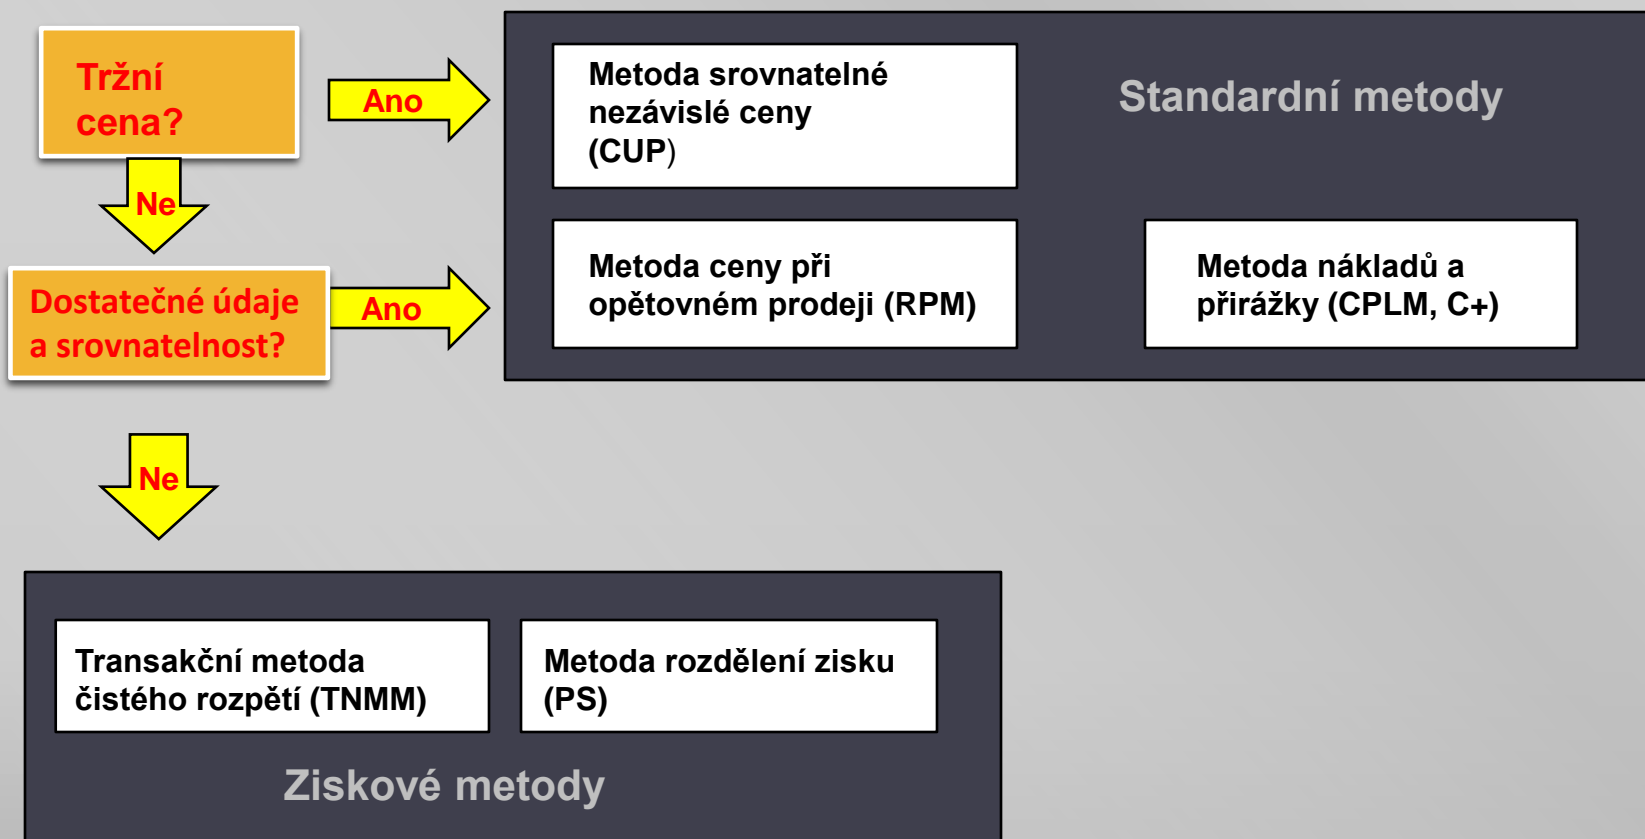 Tržní
cena?
Ano
Metoda srovnatelné
nezávislé ceny
(CUP)
Standardní metody
Ne
Dostatečné údaje
a srovnatelnost?
Ano
Metoda ceny při
opětovném prodeji (RPM)
Metoda nákladů a
přirážky (CPLM, C+)
Ne
Transakční metoda
čistého rozpětí (TNMM)
Metoda rozdělení zisku
(PS)
Ziskové metody